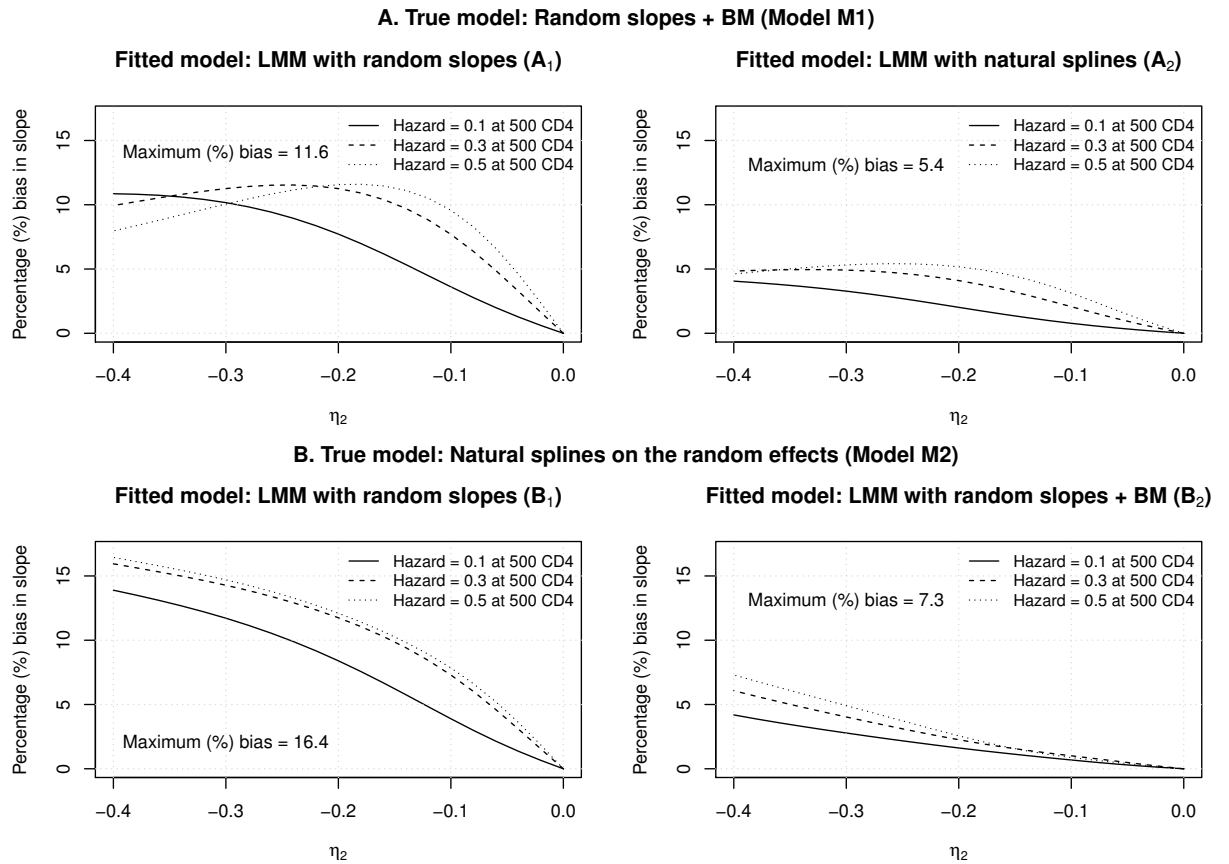 A. True model: Random slopes + BM (Model M1)
Fitted model: LMM with random slopes (A₁)
Percentage (%) bias in slope
15
10
5
0
Maximum (%) bias = 11.6
Hazard = 0.1 at 500 CD4
Hazard = 0.3 at 500 CD4
Hazard = 0.5 at 500 CD4
−0.4 −0.3 −0.2 −0.1 0.0
η₂
Fitted model: LMM with natural splines (A₂)
Percentage (%) bias in slope
15
10
5
0
Maximum (%) bias = 5.4
Hazard = 0.1 at 500 CD4
Hazard = 0.3 at 500 CD4
Hazard = 0.5 at 500 CD4
−0.4 −0.3 −0.2 −0.1 0.0
η₂
B. True model: Natural splines on the random effects (Model M2)
Fitted model: LMM with random slopes (B₁)
Percentage (%) bias in slope
15
10
5
0
Hazard = 0.1 at 500 CD4
Hazard = 0.3 at 500 CD4
Hazard = 0.5 at 500 CD4
Maximum (%) bias = 16.4
−0.4 −0.3 −0.2 −0.1 0.0
η₂
Fitted model: LMM with random slopes + BM (B₂)
Percentage (%) bias in slope
15
10
5
0
Hazard = 0.1 at 500 CD4
Hazard = 0.3 at 500 CD4
Hazard = 0.5 at 500 CD4
Maximum (%) bias = 7.3
−0.4 −0.3 −0.2 −0.1 0.0
η₂